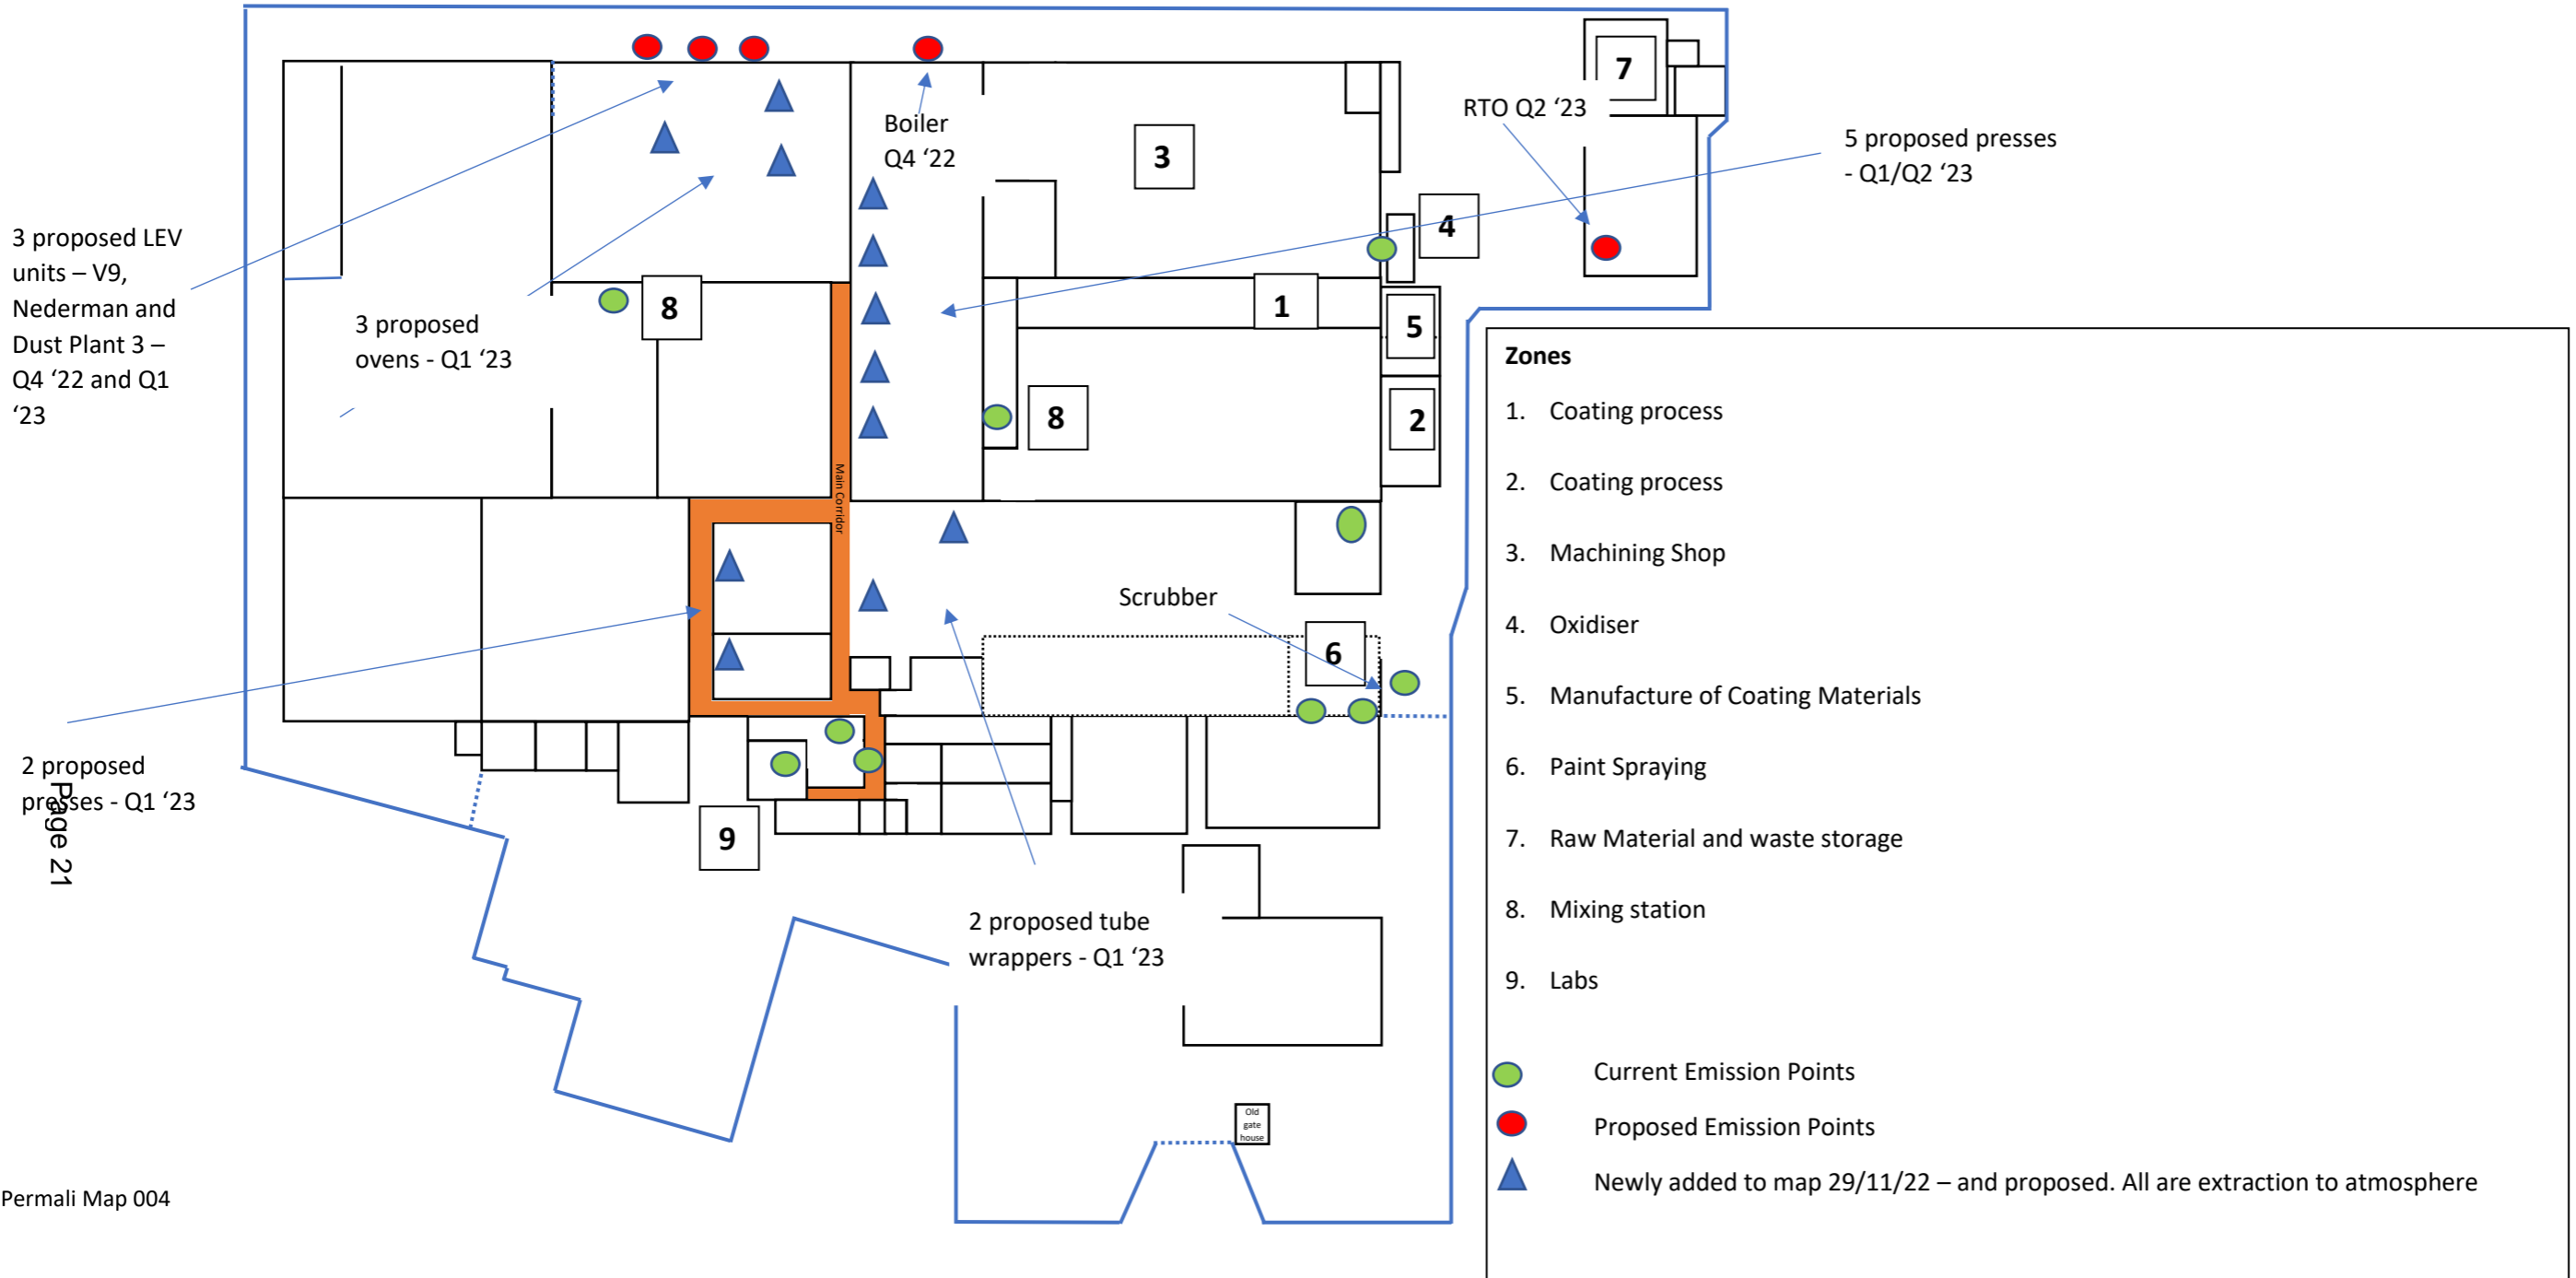 7
RTO Q2 ‘23
Boiler
Q4 ‘22
3
5 proposed presses
- Q1/Q2 ‘23
4
3 proposed LEV
units – V9,
Nederman and
Dust Plant 3 –
Q4 ‘22 and Q1
‘23
8
1
5
3 proposed
ovens - Q1 ‘23
8
2
Main Corridor
Scrubber
6
2 proposed
presses - Q1 ‘23
Page 21
9
2 proposed tube
wrappers - Q1 ‘23
Old
gate
house
Permali Map 004
Zones
1. Coating process
2. Coating process
3. Machining Shop
4. Oxidiser
5. Manufacture of Coating Materials
6. Paint Spraying
7. Raw Material and waste storage
8. Mixing station
9. Labs
Current Emission Points
Proposed Emission Points
Newly added to map 29/11/22 – and proposed. All are extraction to atmosphere